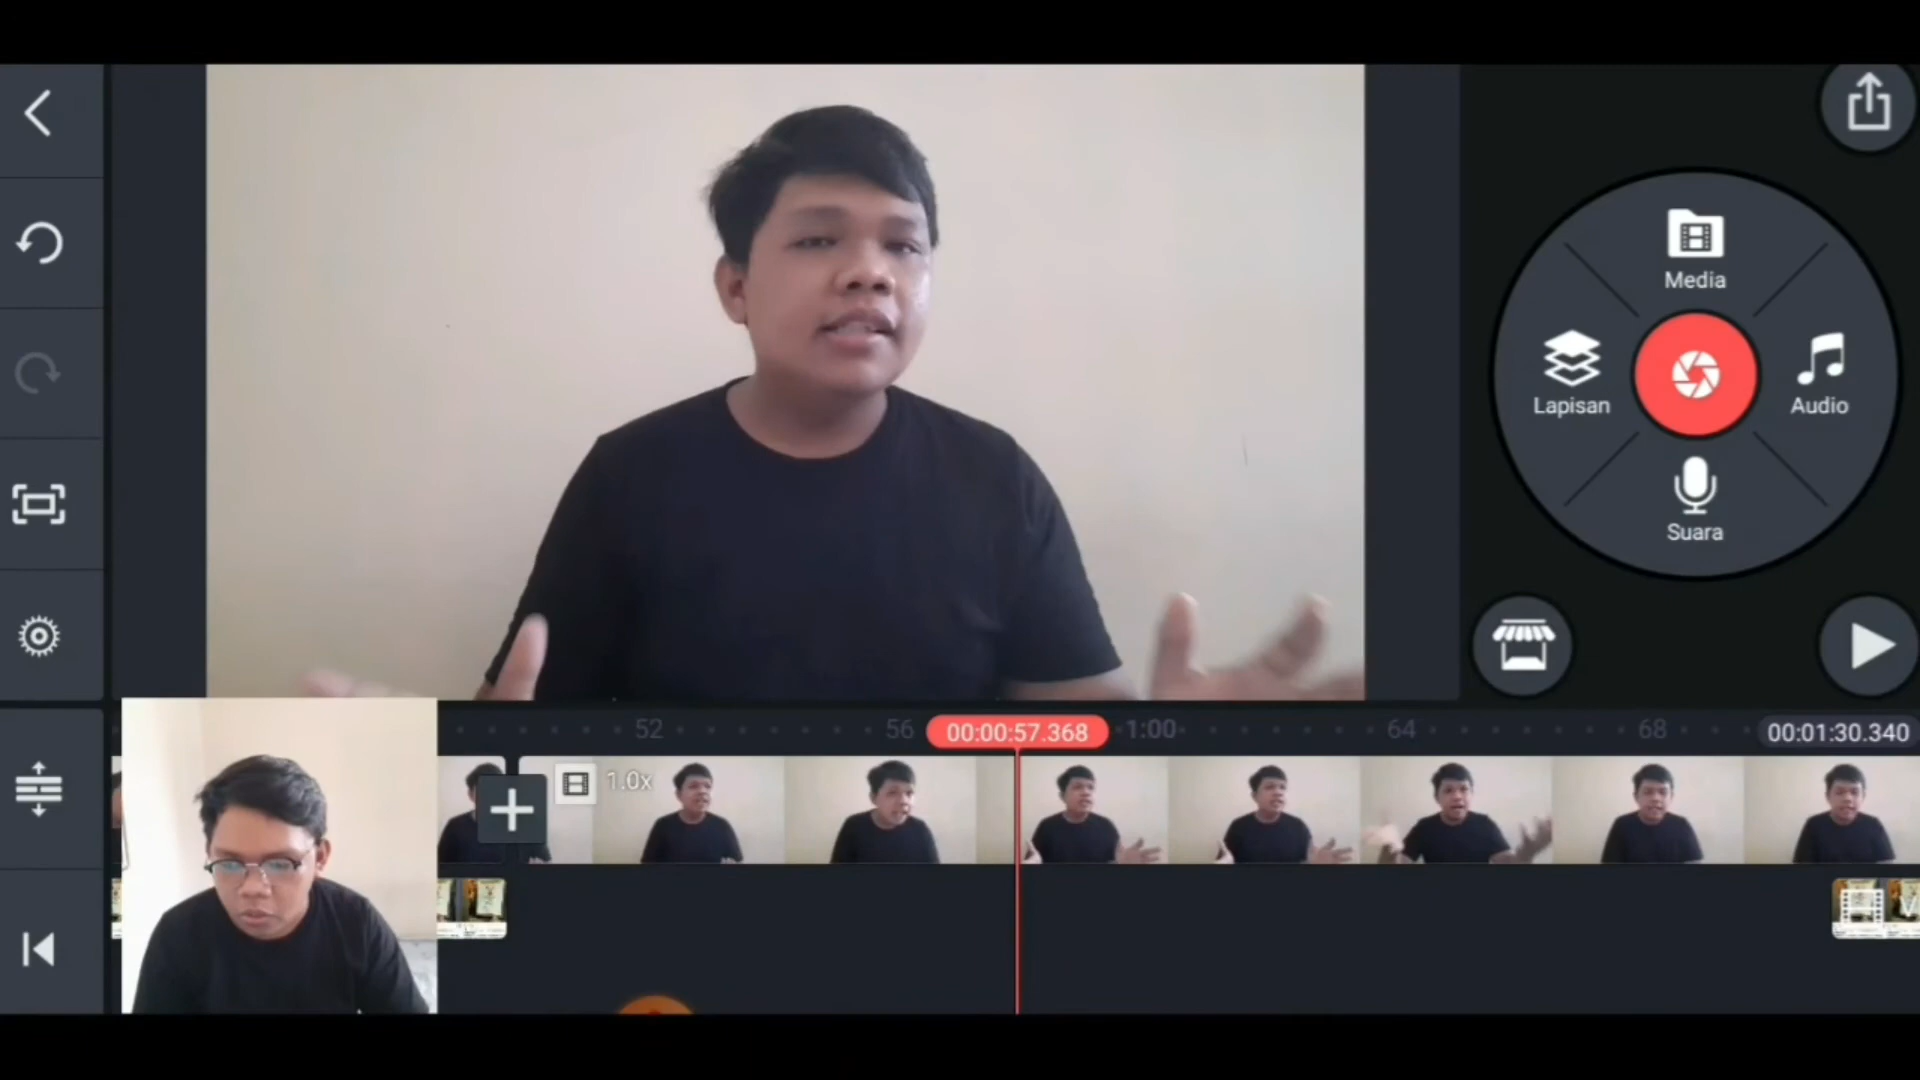 Media
Lapisan
Audio
Suara
52
56
00:00:57.368
1:00
64
68
00:01:30.340
1.0x
V